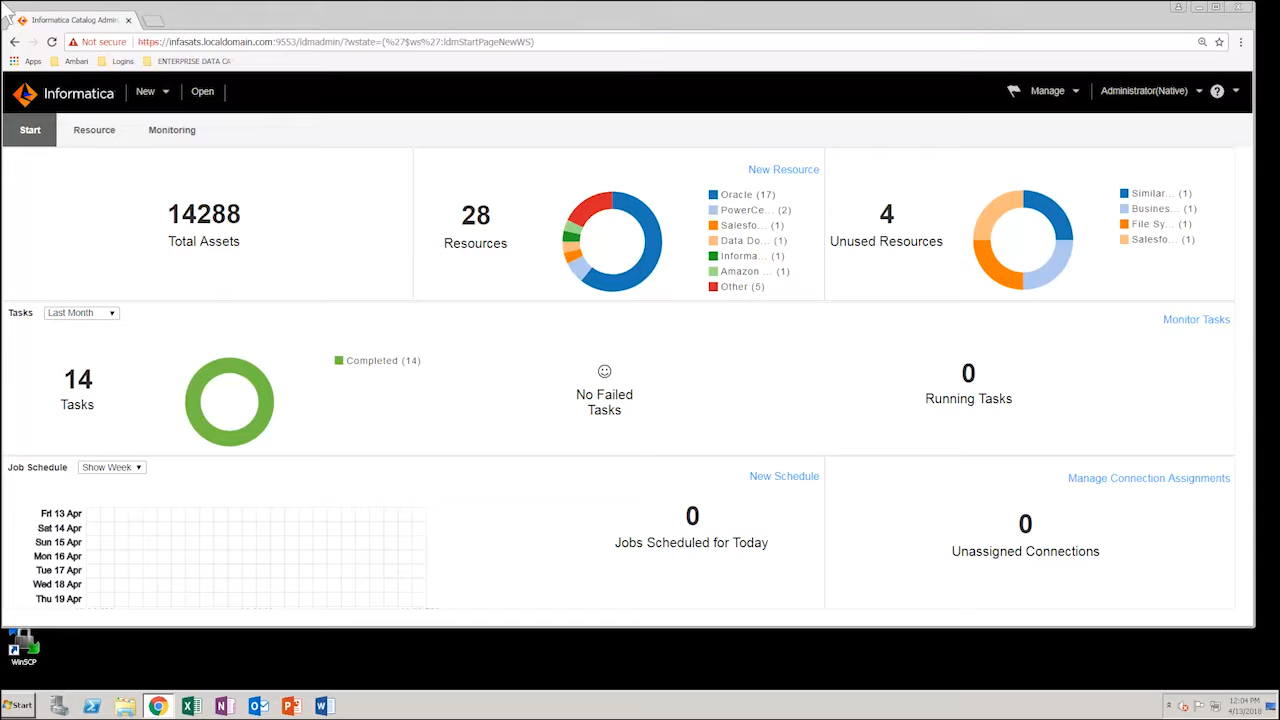 Informatica Catalog Admin
Not secure
https://infasats.localdomain.com:9553/ldmadmin/?wstate=(%27$ws%27:ldmStartPageNewWS)
Apps
Ambari
Logins
ENTERPRISE DATA CA
Informatica
New
Open
Manage
Administrator(Native)
?
Start
Resource
Monitoring
14288
Total Assets
New Resource
28
Resources
Oracle (17)
PowerCe... (2)
Salesfo... (1)
Data Do... (1)
Informa... (1)
Amazon ... (1)
Other (5)
4
Unused Resources
Similar... (1)
Busines... (1)
File Sy... (1)
Salesfo... (1)
Tasks
Last Month
Monitor Tasks
14
Tasks
Completed (14)
No Failed
Tasks
0
Running Tasks
Job Schedule
Show Week
New Schedule
Manage Connection Assignments
Fri 13 Apr
Sat 14 Apr
Sun 15 Apr
Mon 16 Apr
Tue 17 Apr
Wed 18 Apr
Thu 19 Apr
0
Jobs Scheduled for Today
0
Unassigned Connections
WinSCP
Start
12:04 PM
4/13/2018